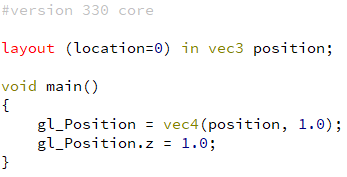 #version 330 core
layout (location=0) in vec3 position;
void main()
{
    gl_Position = vec4(position, 1.0);
    gl_Position.z = 1.0;
}